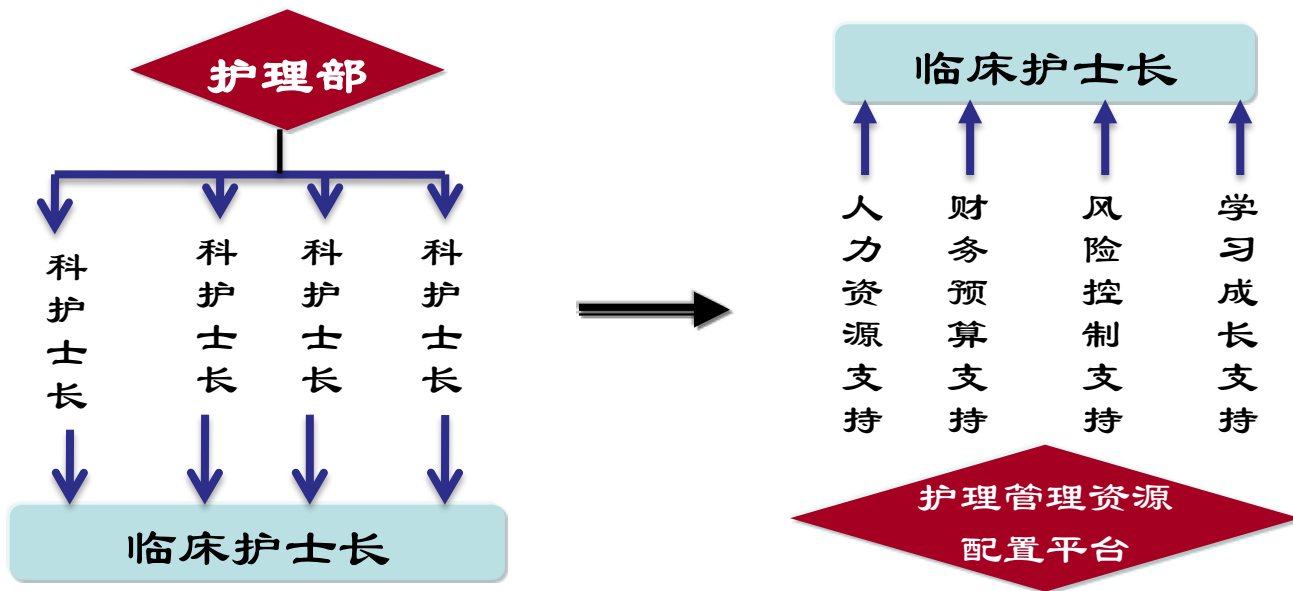 护理部
科护士长
科护士长
科护士长
科护士长
临床护士长
临床护士长
人力资源支持
财务预算支持
风险控制支持
学习成长支持
护理管理资源
配置平台